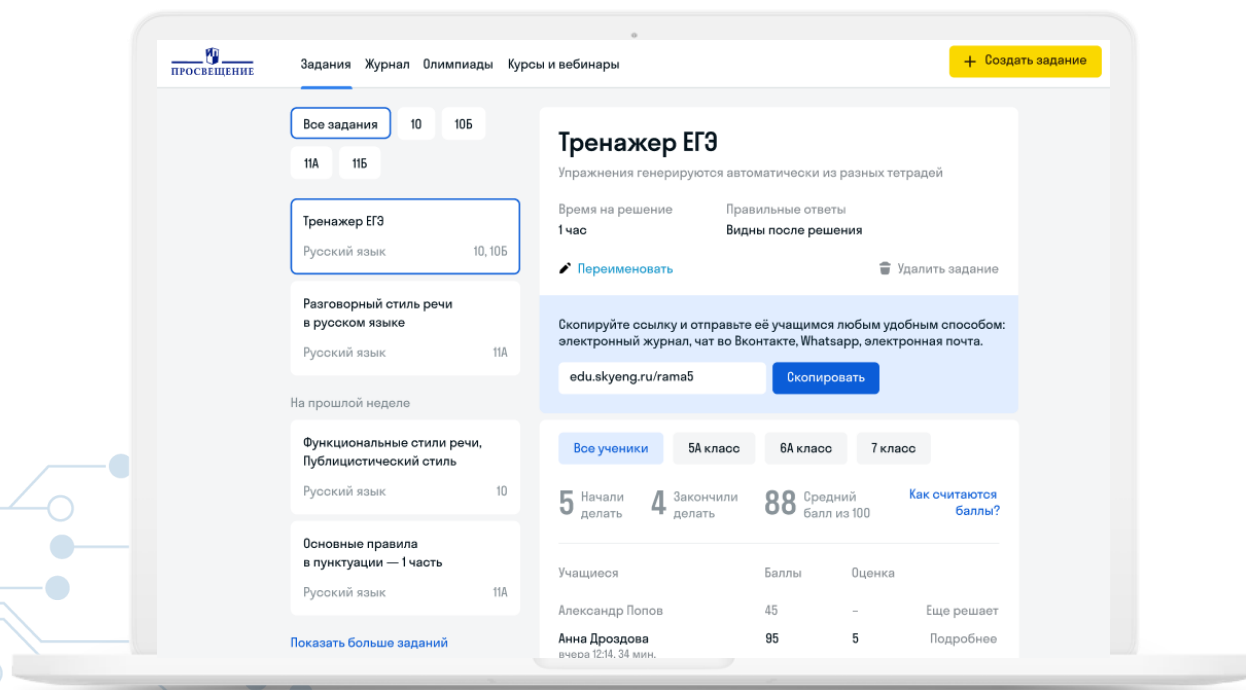 ПРОСВЕЩЕНИЕ
Задания Журнал Олимпиады Курсы и вебинары
+ Создать задание
Все задания 10 10Б
11А 11Б
Тренажер ЕГЭ
Русский язык 10, 10Б
Разговорный стиль речи
в русском языке
Русский язык 11А
На прошлой неделе
Функциональные стили речи,
Публицистический стиль
Русский язык 10
Основные правила
в пунктуации — 1 часть
Русский язык 11А
Показать больше заданий
Тренажер ЕГЭ
Упражнения генерируются автоматически из разных тетрадей
Время на решение Правильные ответы
1 час Видны после решения
Переименовать Удалить задание
Скопируйте ссылку и отправьте её учащимся любым удобным способом:
электронный журнал, чат во Вконтакте, Whatsapp, электронная почта.
edu.skyeng.ru/rama5 Скопировать
Все ученики 5А класс 6А класс 7 класс
5 Начали делать 4 Закончили делать 88 Средний балл из 100 Как считаются баллы?
Учащиеся Баллы Оценка
Александр Попов 45 – Еще решает
Анна Дроздова 95 5 Подробнее
вчера 12:14, 34 мин.